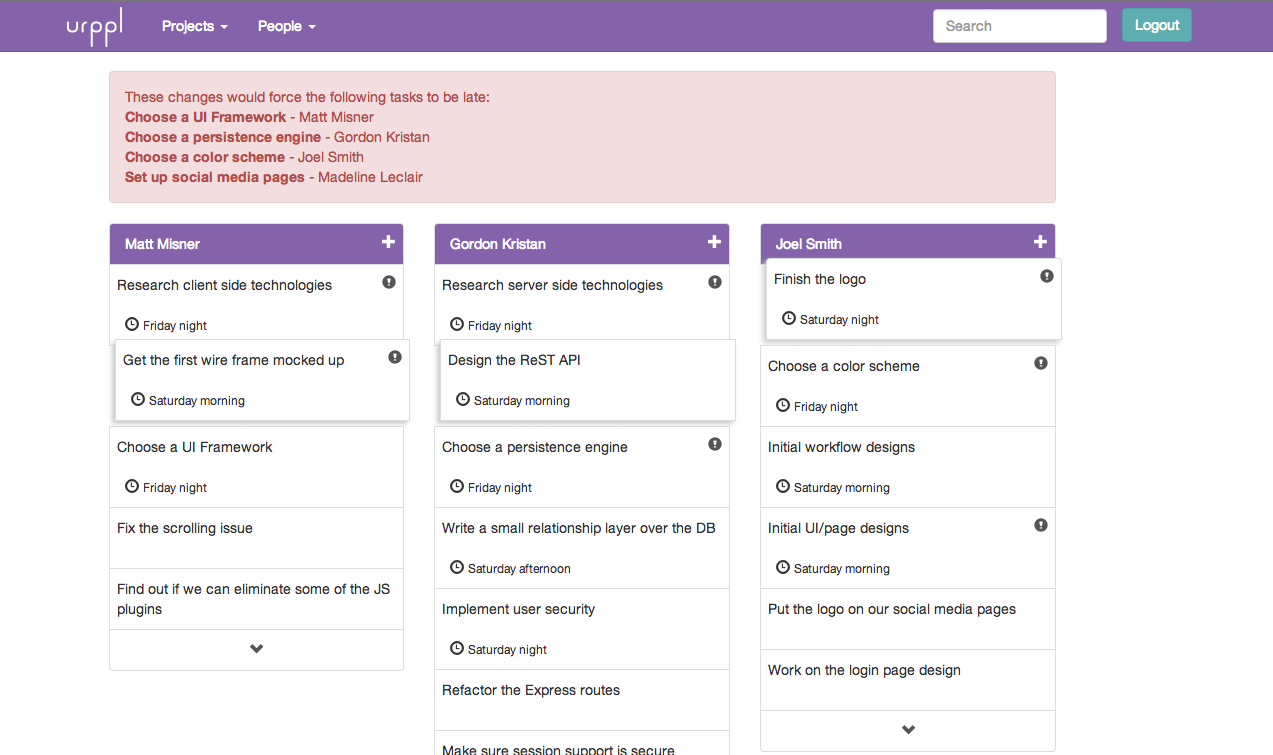 urppl
Projects
People
Search
Logout
These changes would force the following tasks to be late:
Choose a UI Framework - Matt Misner
Choose a persistence engine - Gordon Kristan
Choose a color scheme - Joel Smith
Set up social media pages - Madeline Leclair
Matt Misner
Research client side technologies
Friday night
Get the first wire frame mocked up
Saturday morning
Choose a UI Framework
Friday night
Fix the scrolling issue
Find out if we can eliminate some of the JS
plugins
Gordon Kristan
Research server side technologies
Friday night
Design the ReST API
Saturday morning
Choose a persistence engine
Friday night
Write a small relationship layer over the DB
Saturday afternoon
Implement user security
Saturday night
Refactor the Express routes
Make sure session support is secure
Joel Smith
Finish the logo
Saturday night
Choose a color scheme
Friday night
Initial workflow designs
Saturday morning
Initial UI/page designs
Saturday morning
Put the logo on our social media pages
Work on the login page design